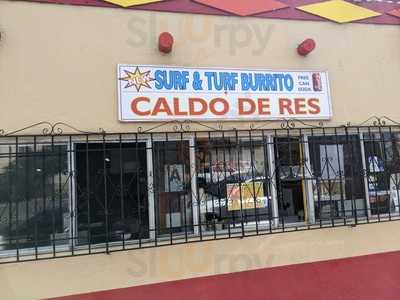 NEW SURF & TURF BURRITO
FREE
CAN
SODA
CALDO DE RES
A